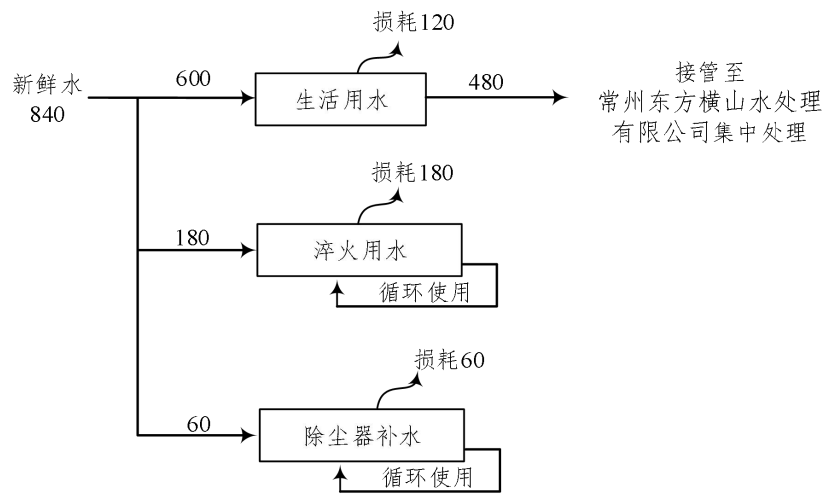 损耗120
新鲜水
840
600
生活用水
480
接管至
常州东方横山水处理
有限公司集中处理
损耗180
180
淬火用水
循环使用
损耗60
60
除尘器补水
循环使用